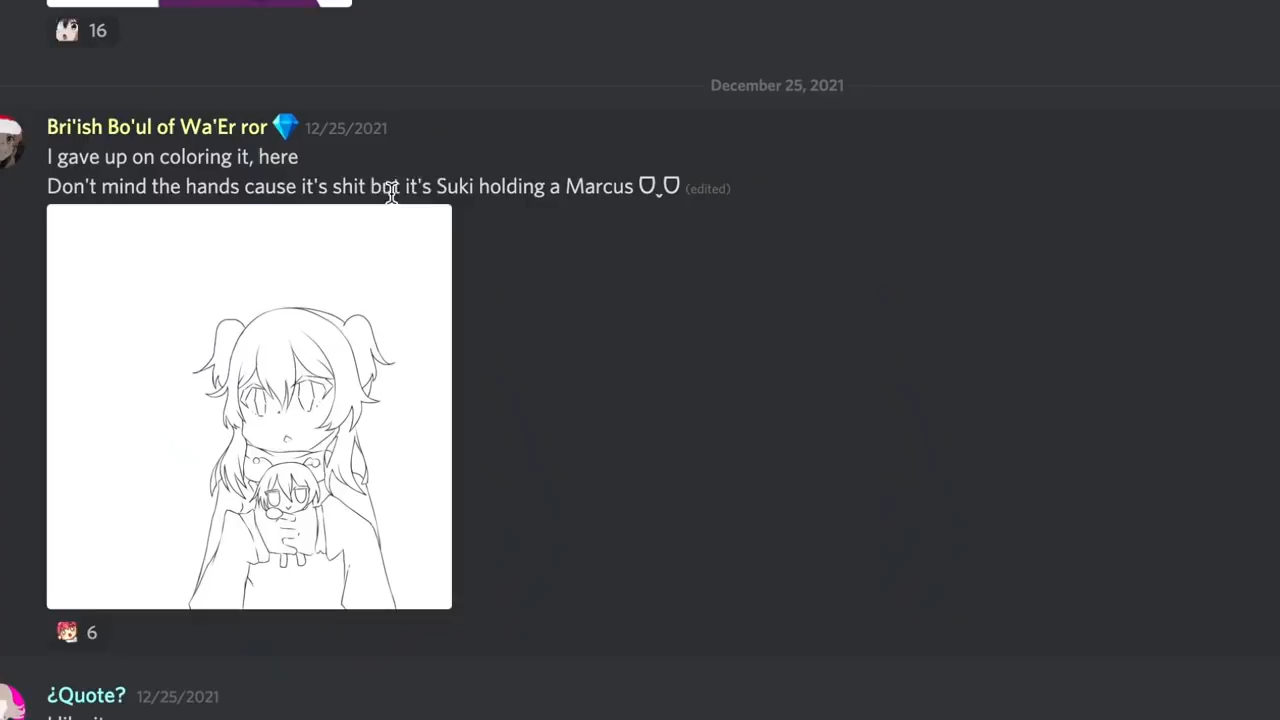 16
December 25, 2021
Bri'ish Bo'ul of Wa'Er ror 12/25/2021
I gave up on coloring it, here
Don't mind the hands cause it's shit but it's Suki holding a Marcus ᗜˬᗜ (edited)
6
¿Quote? 12/25/2021